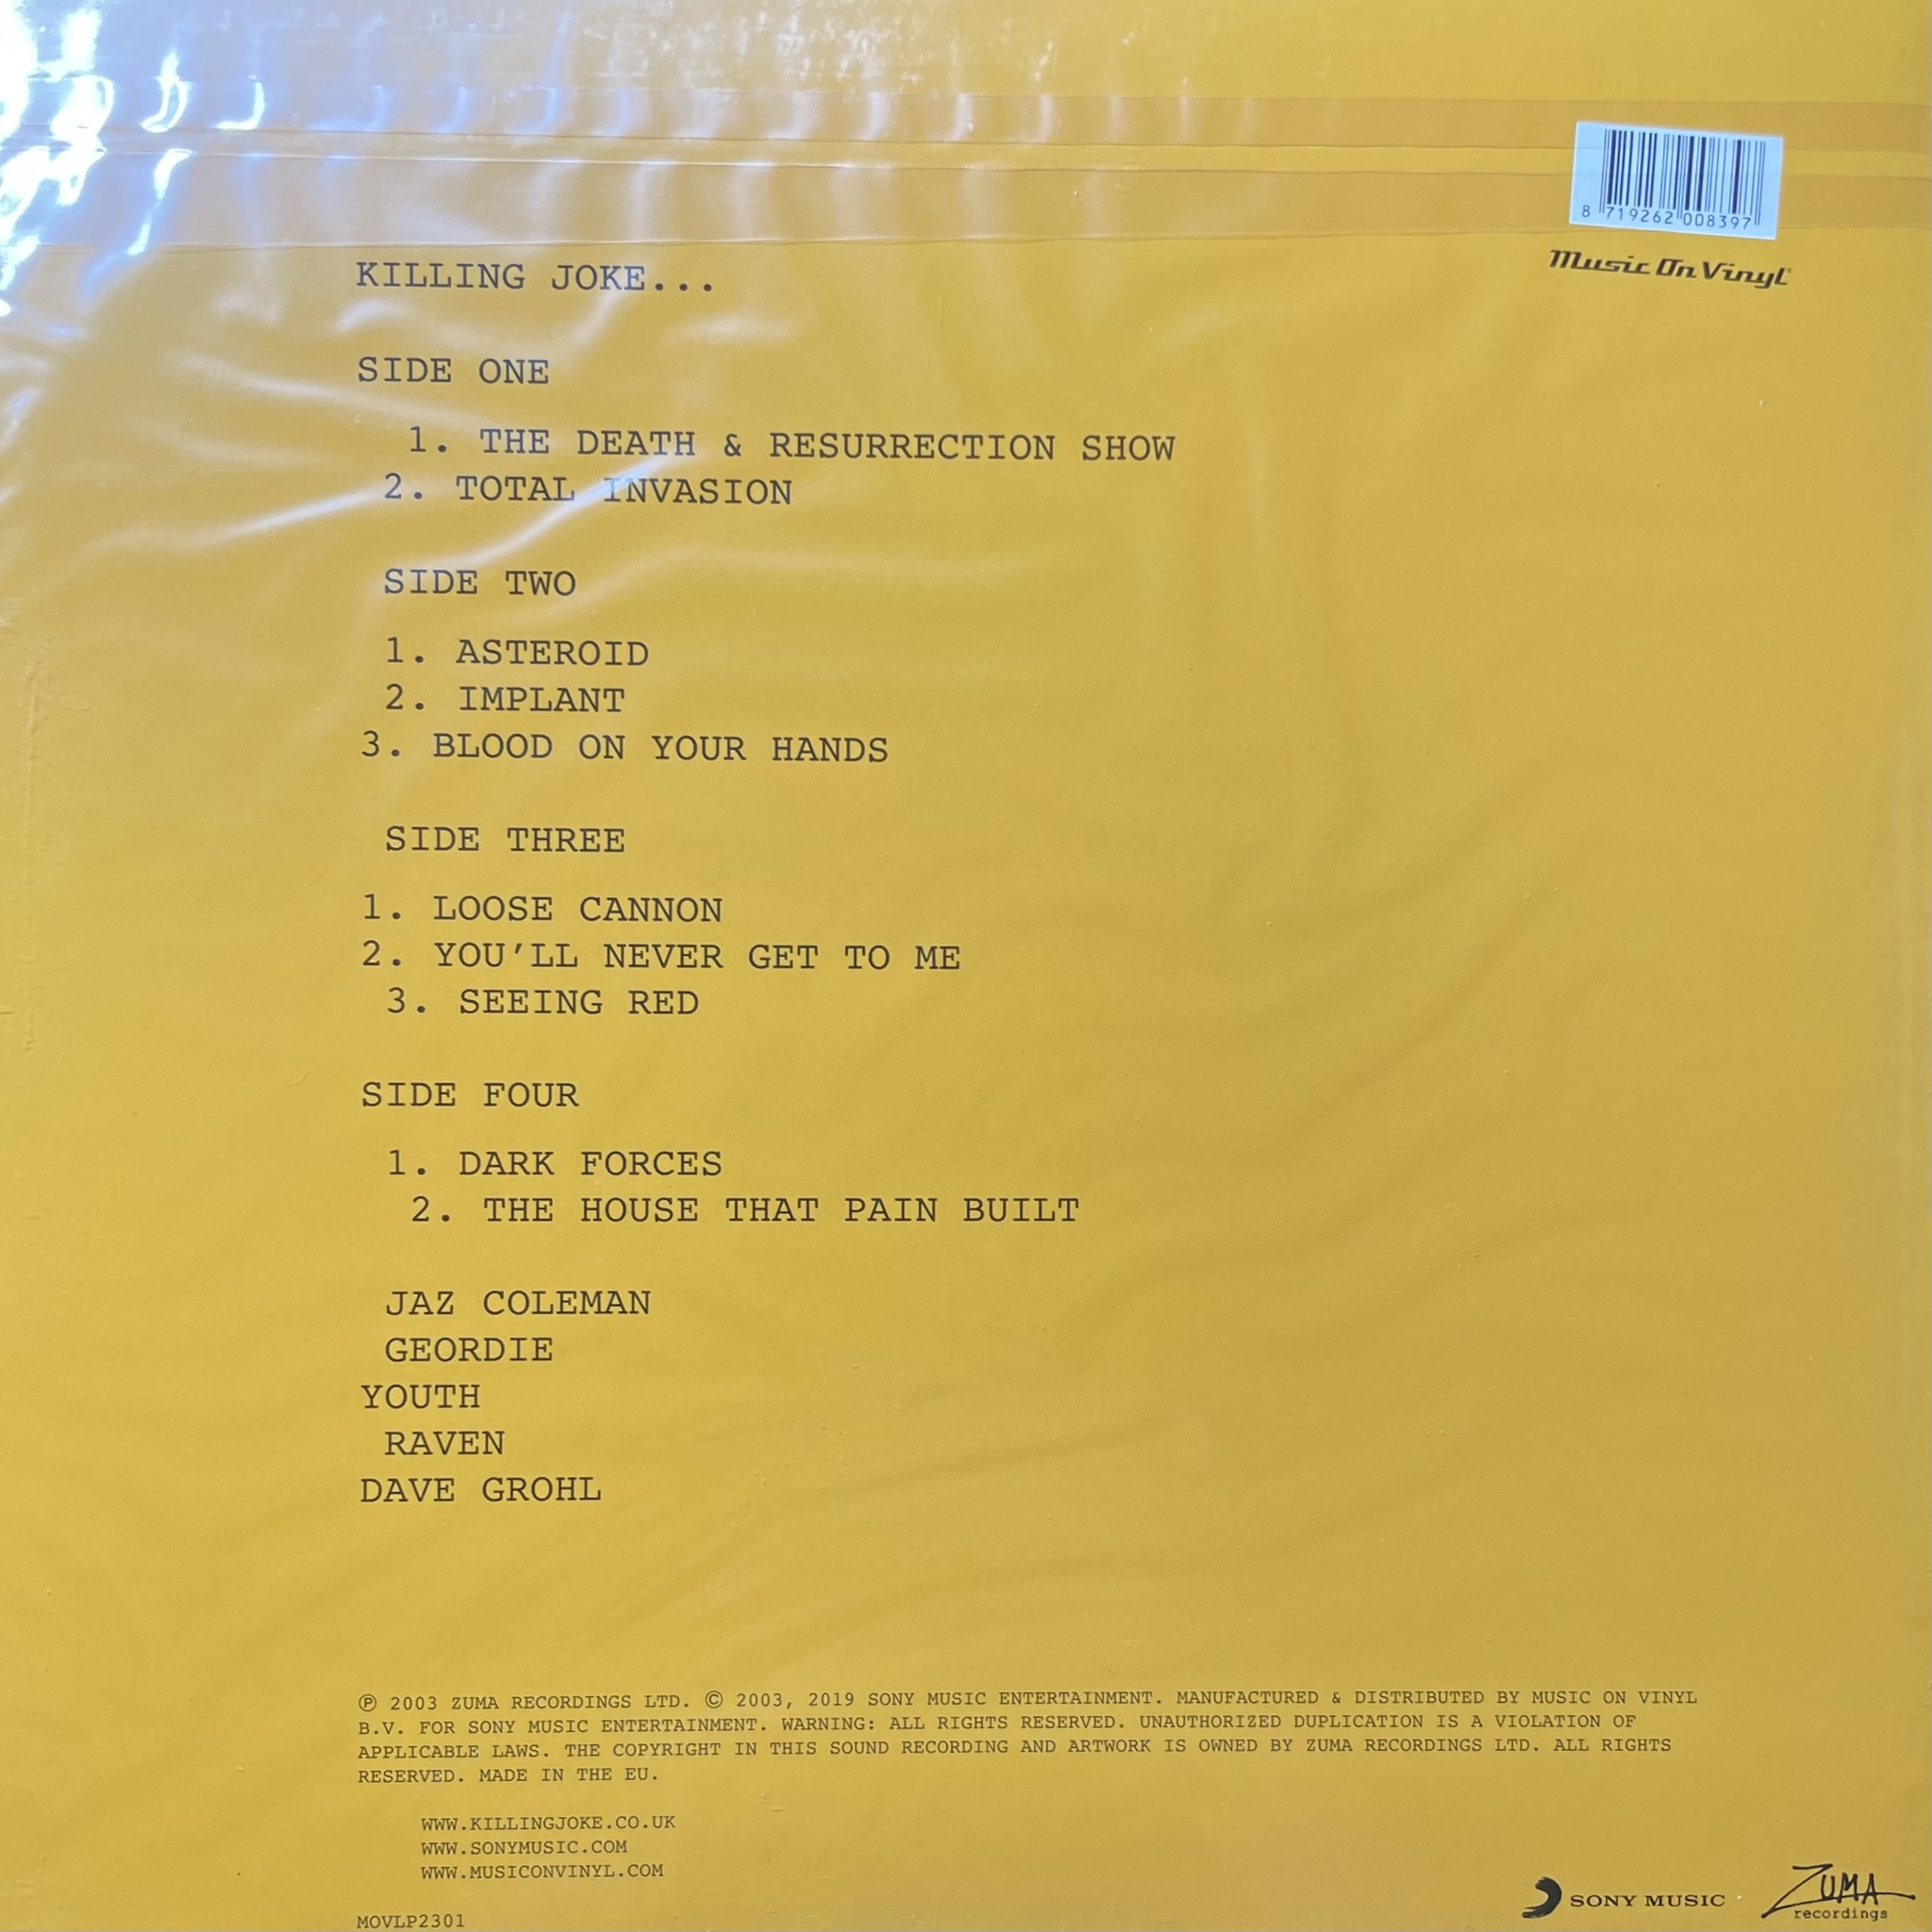 8 719262 008397
Music On Vinyl
KILLING JOKE...
SIDE ONE
1. THE DEATH & RESURRECTION SHOW
2. TOTAL INVASION
SIDE TWO
1. ASTEROID
2. IMPLANT
3. BLOOD ON YOUR HANDS
SIDE THREE
1. LOOSE CANNON
2. YOU'LL NEVER GET TO ME
3. SEEING RED
SIDE FOUR
1. DARK FORCES
2. THE HOUSE THAT PAIN BUILT
JAZ COLEMAN
GEORDIE
YOUTH
RAVEN
DAVE GROHL
℗ 2003 ZUMA RECORDINGS LTD. © 2003, 2019 SONY MUSIC ENTERTAINMENT. MANUFACTURED & DISTRIBUTED BY MUSIC ON VINYL
B.V. FOR SONY MUSIC ENTERTAINMENT. WARNING: ALL RIGHTS RESERVED. UNAUTHORIZED DUPLICATION IS A VIOLATION OF
APPLICABLE LAWS. THE COPYRIGHT IN THIS SOUND RECORDING AND ARTWORK IS OWNED BY ZUMA RECORDINGS LTD. ALL RIGHTS
RESERVED. MADE IN THE EU.
WWW.KILLINGJOKE.CO.UK
WWW.SONYMUSIC.COM
WWW.MUSICONVINYL.COM
MOVLP2301
SONY MUSIC
ZUMA
recordings